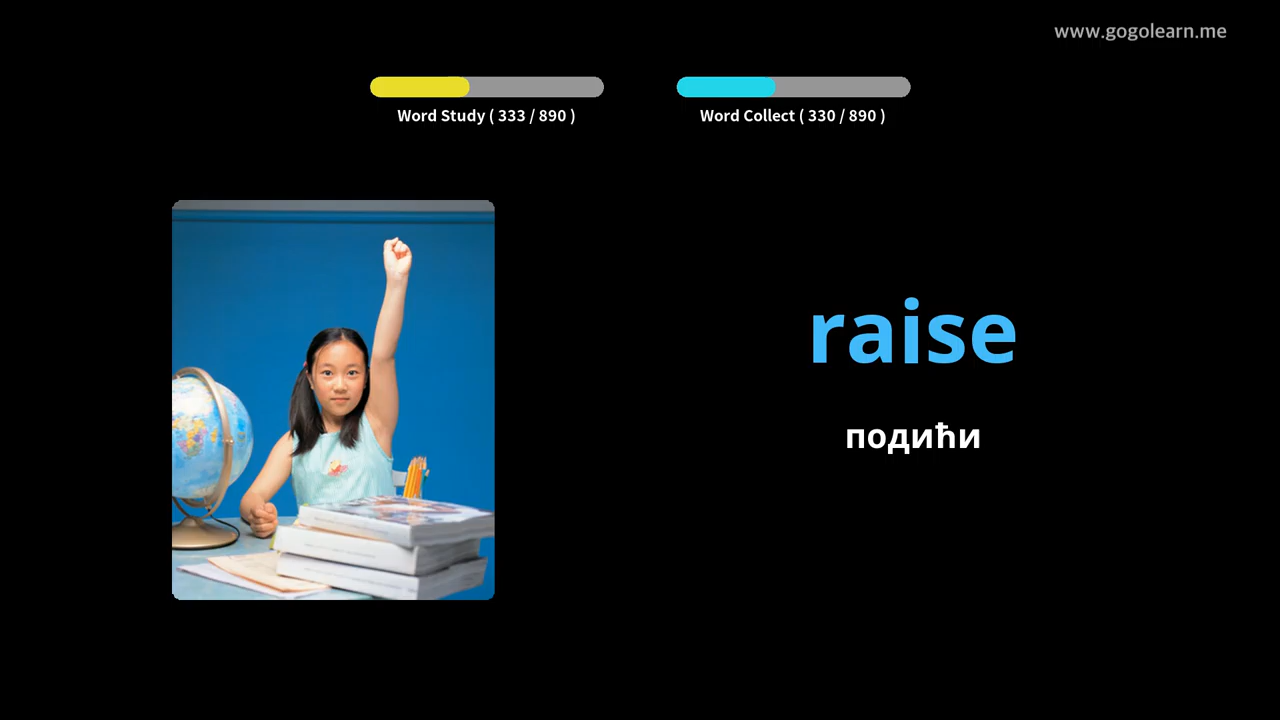 www.gogolearn.me
Word Study ( 333 / 890 )
Word Collect ( 330 / 890 )
raise
подићи